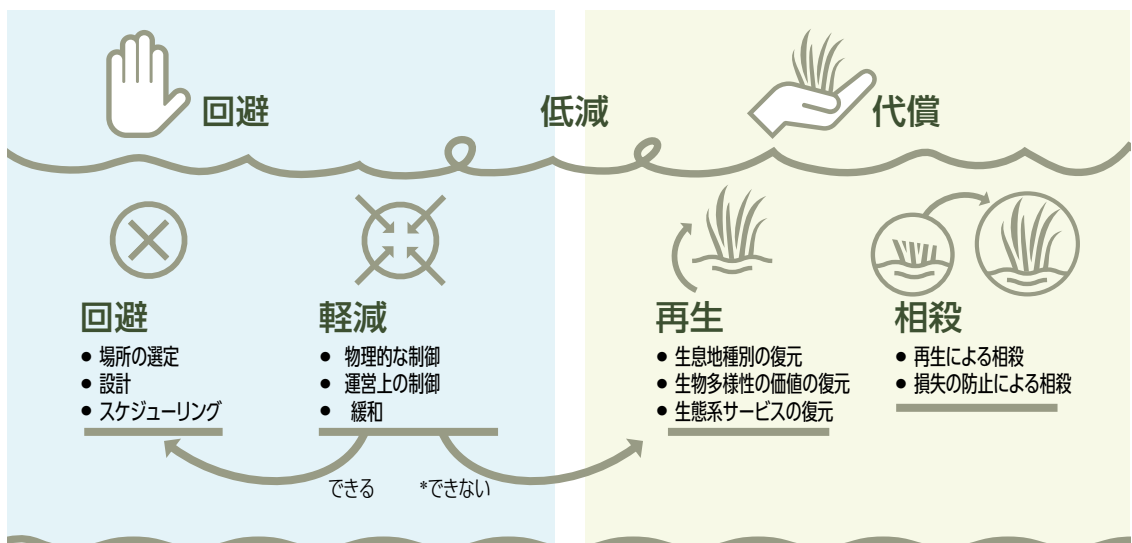 回避
低減
代償
回避
• 場所の選定
• 設計
• スケジューリング
軽減
• 物理的な制御
• 運営上の制御
• 緩和
再生
• 生息地種別の復元
• 生物多様性の価値の復元
• 生態系サービスの復元
相殺
• 再生による相殺
• 損失の防止による相殺
できる
*できない